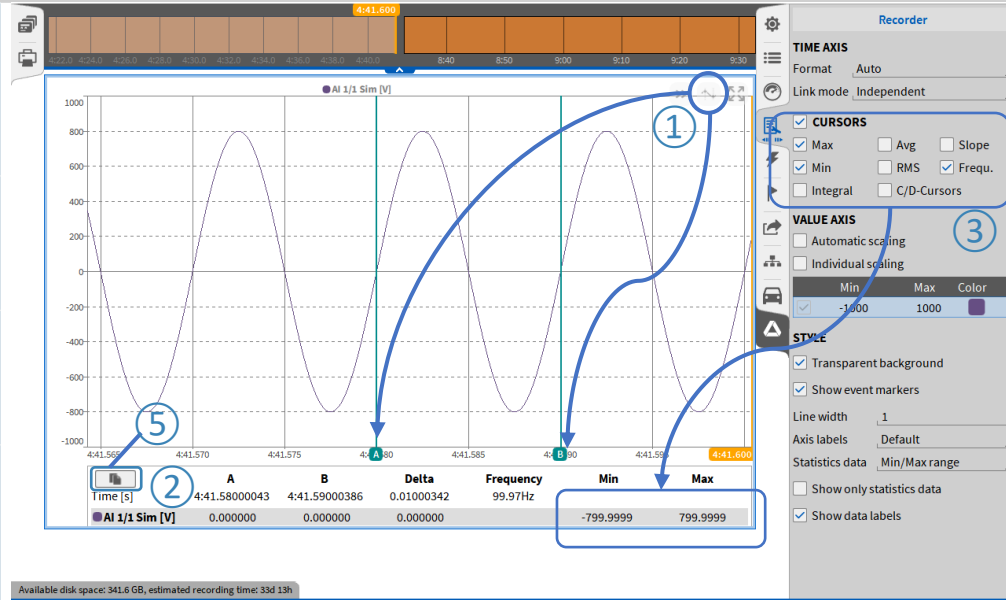 4:41.600
4:22.0 4:24.0 4:26.0 4:28.0 4:30.0 4:32.0 4:34.0 4:36.0 4:38.0 4:40.0
8:40 8:50 9:00 9:10 9:20 9:30
AI 1/1 Sim [V]
1000
800
600
400
200
0
-200
-400
-600
-800
-1000
4:41.565 4:41.570 4:41.575 A 580 4:41.585 B 590 4:41.595 4:41.600
1
5
2
A B Delta Frequency Min Max
Time [s] 4:41.58000043 4:41.59000386 0.01000342 99.97Hz
AI 1/1 Sim [V] 0.000000 0.000000 0.000000 -799.9999 799.9999
Available disk space: 341.6 GB, estimated recording time: 33d 13h
Recorder
TIME AXIS
Format Auto
Link mode Independent
CURSORS
Max Avg Slope
Min RMS Frequ.
Integral C/D-Cursors
3
VALUE AXIS
Automatic scaling
Individual scaling
Min Max Color
-1000 1000
STYLE
Transparent background
Show event markers
Line width 1
Axis labels Default
Statistics data Min/Max range
Show only statistics data
Show data labels